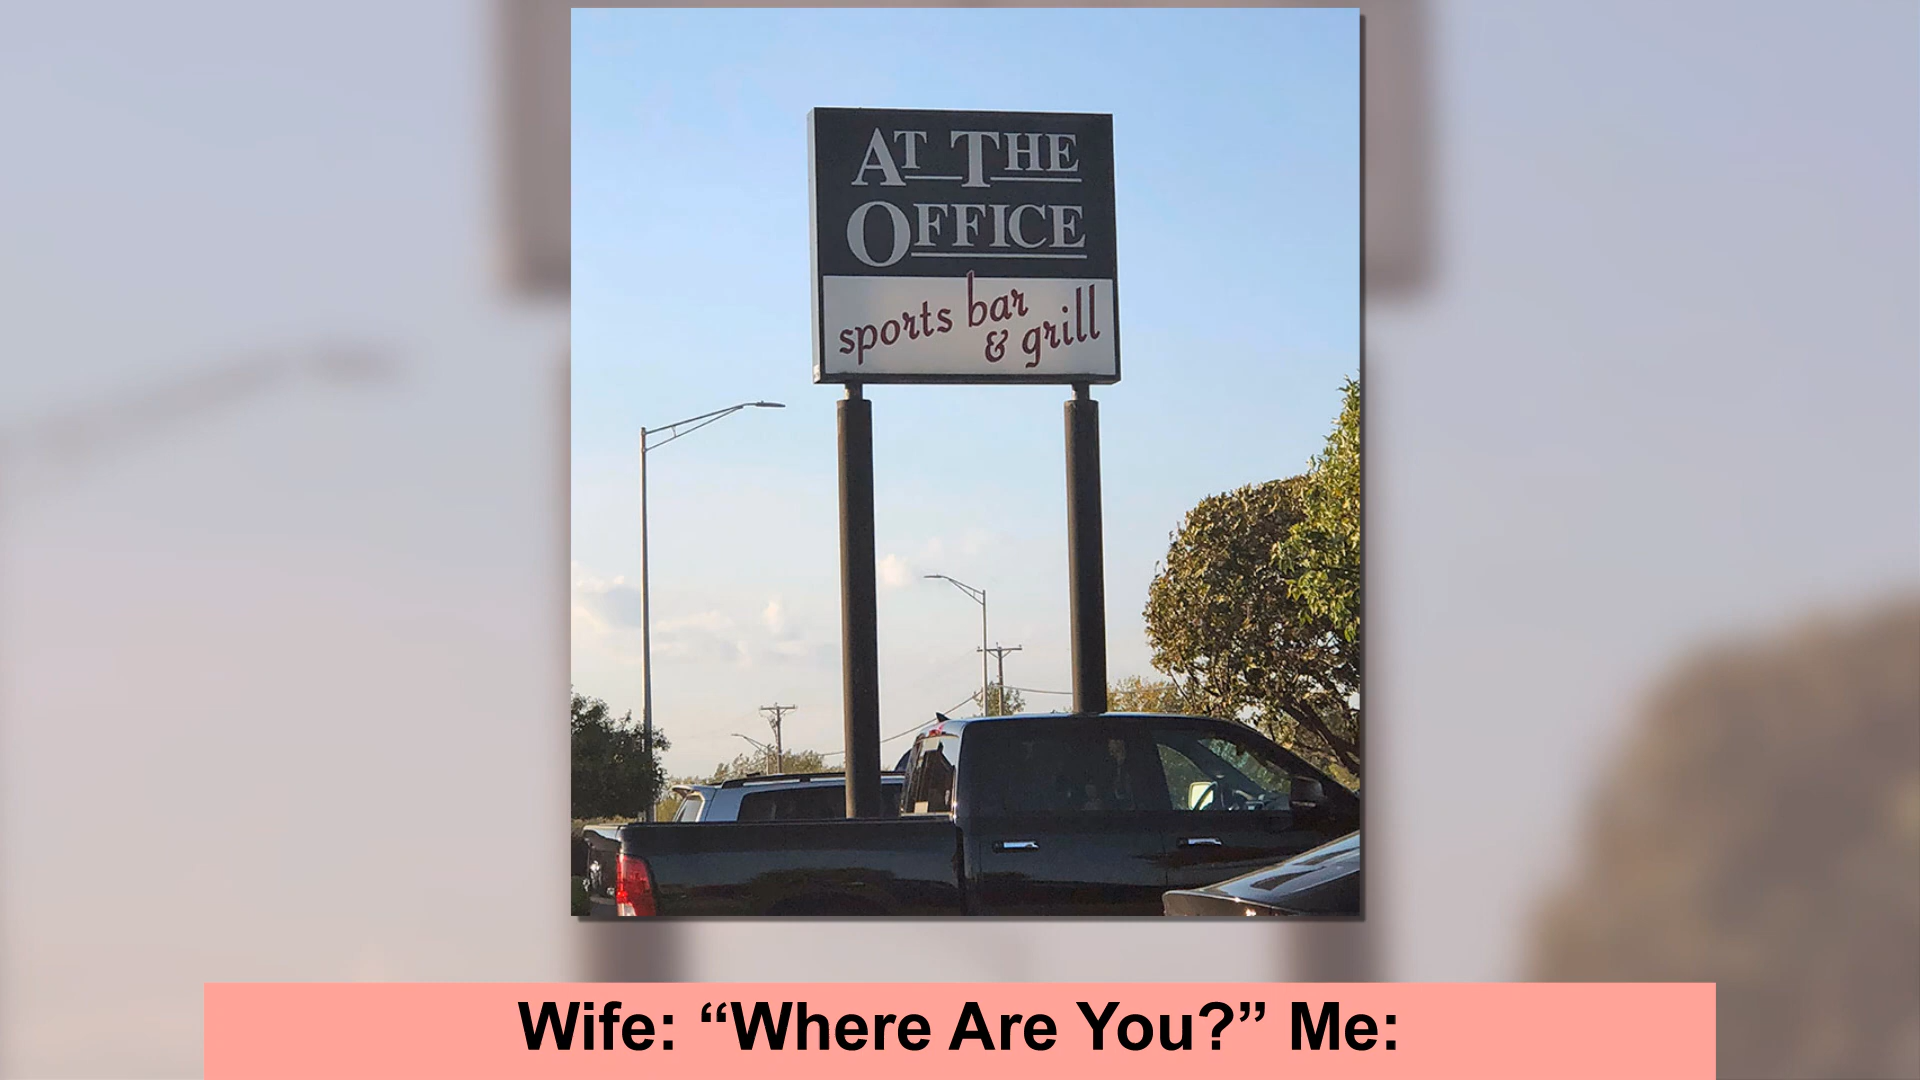 AT THE
OFFICE
sports bar
& grill
Wife: “Where Are You?” Me: